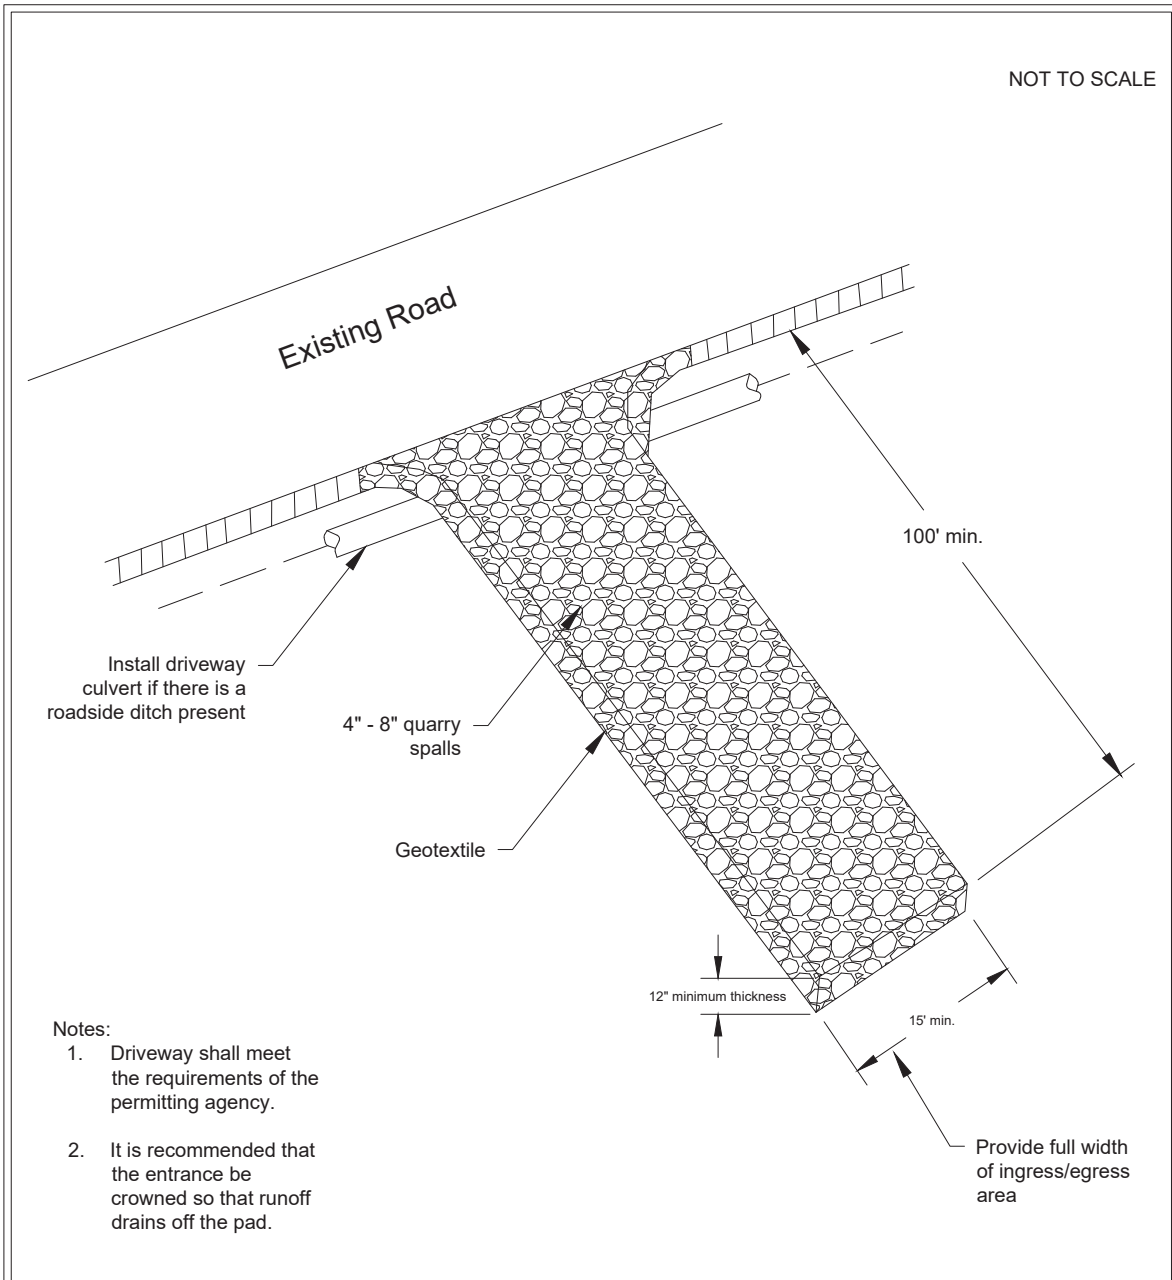 NOT TO SCALE
Existing Road
100' min.
Install driveway
culvert if there is a
roadside ditch present
4" - 8" quarry
spalls
Geotextile
12" minimum thickness
15' min.
Notes:
1. Driveway shall meet
the requirements of the
permitting agency.
2. It is recommended that
the entrance be
crowned so that runoff
drains off the pad.
Provide full width
of ingress/egress
area